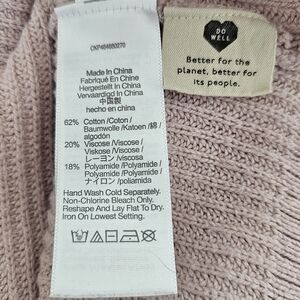 CKP484680270
Made In China
Fabriqué En Chine
Hergestellt In China
Vervaardigd In China
中国製
hecho en china
62% Cotton /Coton /
Baumwolle /Katoen / 綿 /
algodón
20% Viscose /Viscose/
Viskose /Viscose /
レーヨン /viscosa
18% Polyamide /Polyamide /
Polyamide /Polyamide /
ナイロン /poliamida
Hand Wash Cold Separately.
Non-Chlorine Bleach Only.
Reshape And Lay Flat To Dry.
Iron On Lowest Setting.
DO
WELL
Better for the
planet, better for
its people.